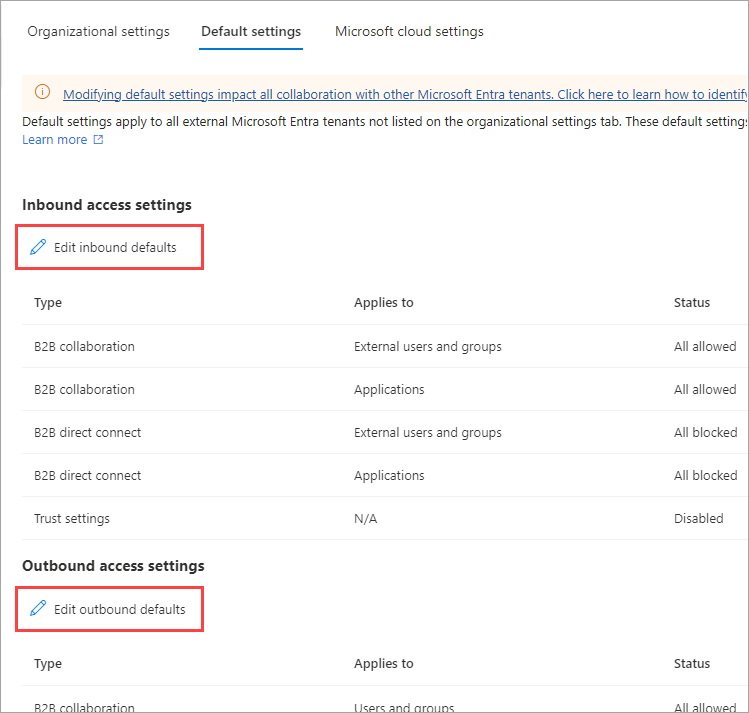 Organizational settings Default settings Microsoft cloud settings
Modifying default settings impact all collaboration with other Microsoft Entra tenants. Click here to learn how to identify
Default settings apply to all external Microsoft Entra tenants not listed on the organizational settings tab. These default settings
Learn more
Inbound access settings
Edit inbound defaults
Type Applies to Status
B2B collaboration External users and groups All allowed
B2B collaboration Applications All allowed
B2B direct connect External users and groups All blocked
B2B direct connect Applications All blocked
Trust settings N/A Disabled
Outbound access settings
Edit outbound defaults
Type Applies to Status
B2B collaboration Users and groups All allowed